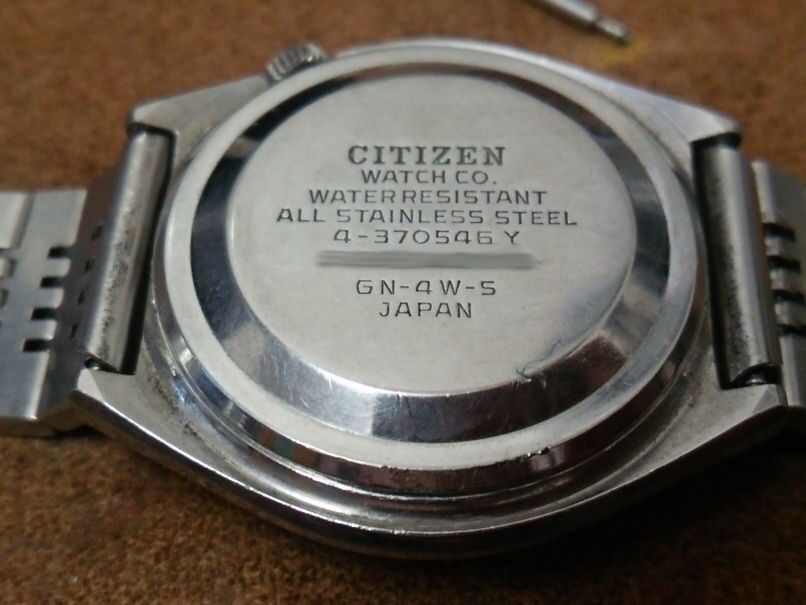 CITIZEN
WATCH CO.
WATER RESISTANT
ALL STAINLESS STEEL
4-370546 Y
GN-4W-S
JAPAN